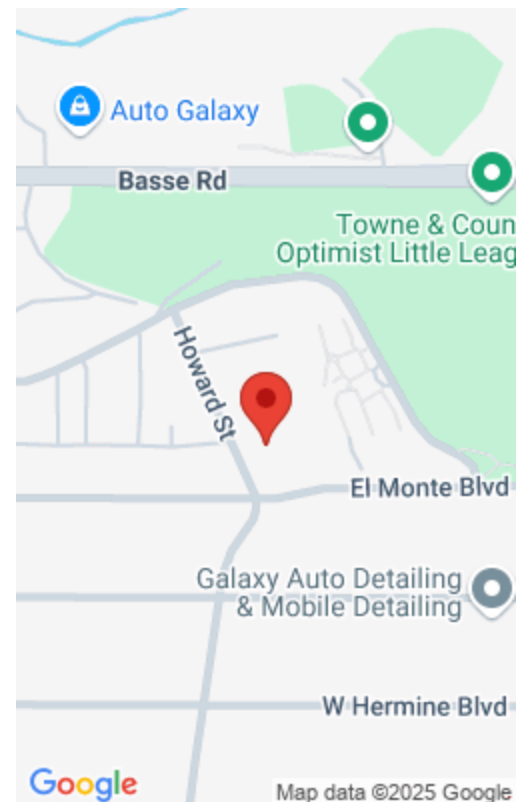 Auto Galaxy
Basse Rd
Towne & Coun
Optimist Little Leag
Howard St
El Monte Blvd
Galaxy Auto Detailing
& Mobile Detailing
W Hermine Blvd
Google
Map data ©2025 Google